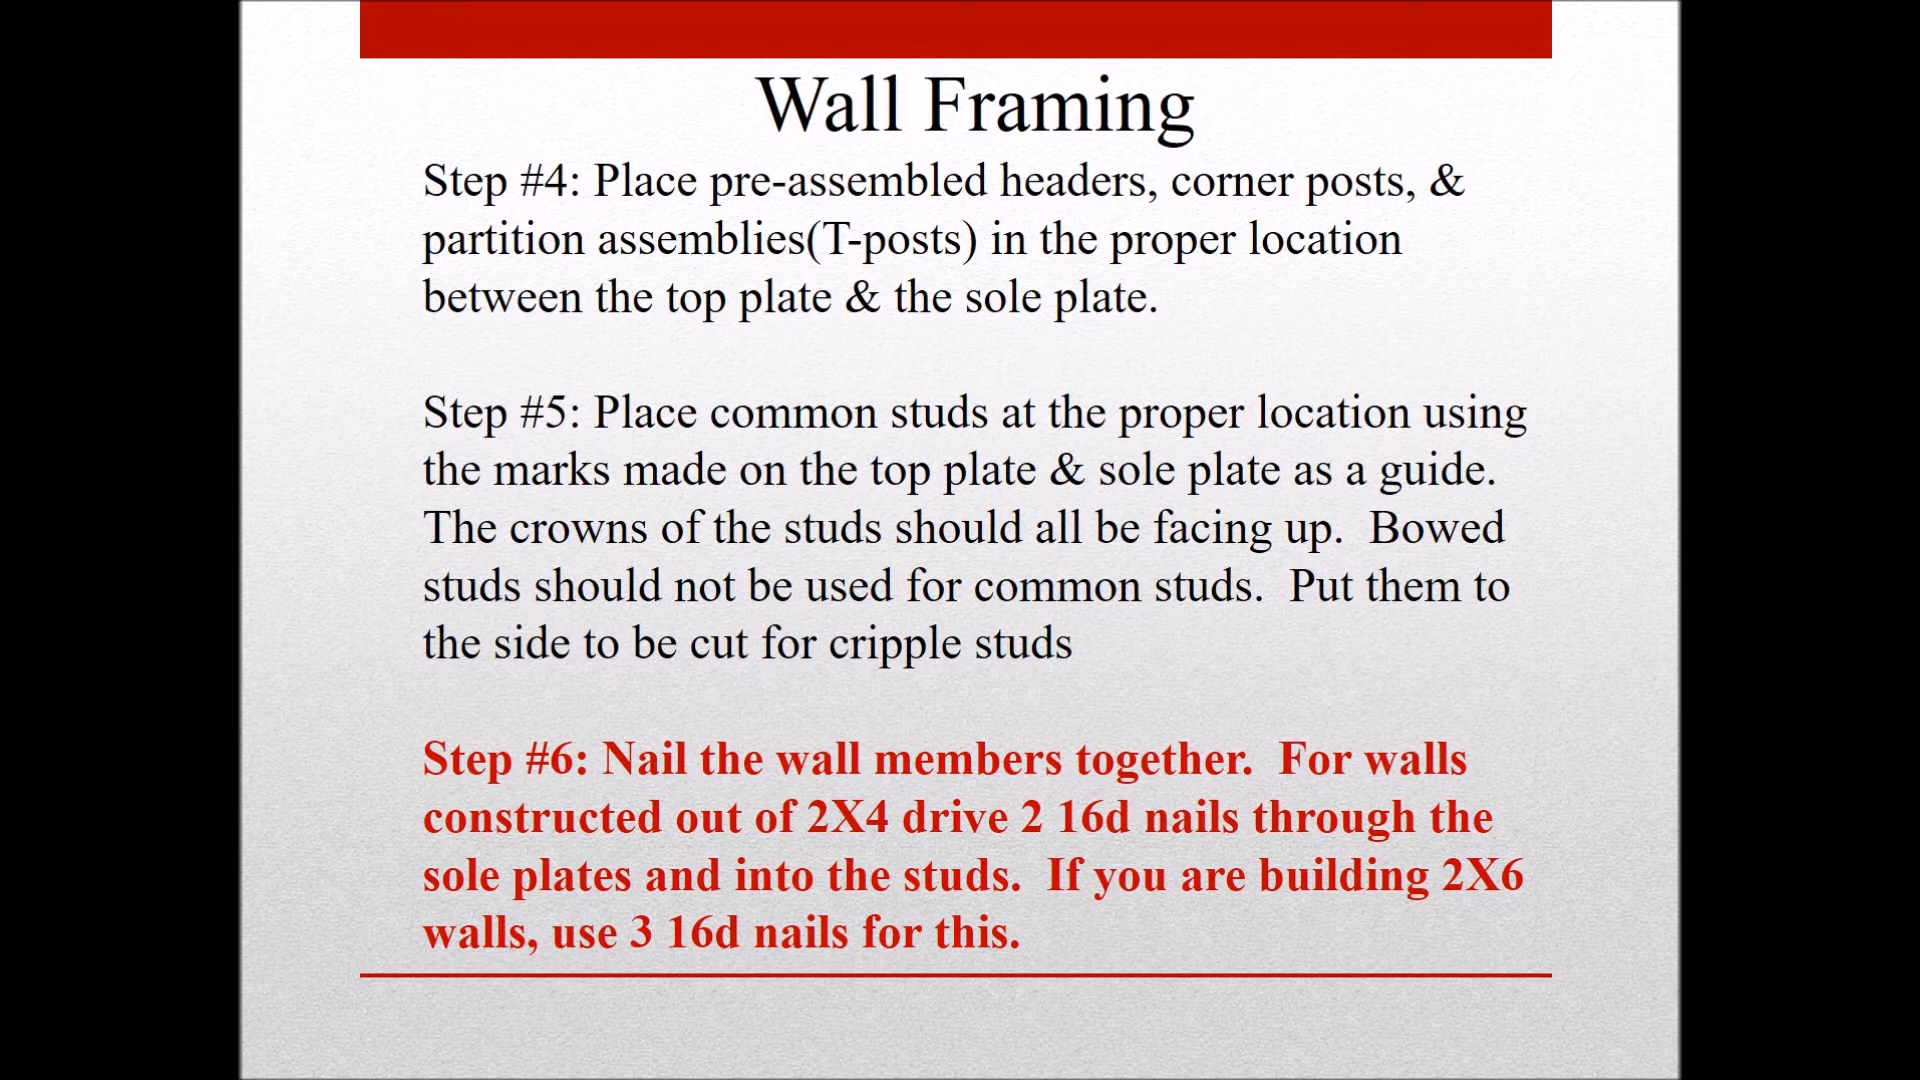 Wall Framing
Step #4: Place pre-assembled headers, corner posts, &
partition assemblies(T-posts) in the proper location
between the top plate & the sole plate.
Step #5: Place common studs at the proper location using
the marks made on the top plate & sole plate as a guide.
The crowns of the studs should all be facing up.  Bowed
studs should not be used for common studs.  Put them to
the side to be cut for cripple studs
Step #6: Nail the wall members together.  For walls
constructed out of 2X4 drive 2 16d nails through the
sole plates and into the studs.  If you are building 2X6
walls, use 3 16d nails for this.